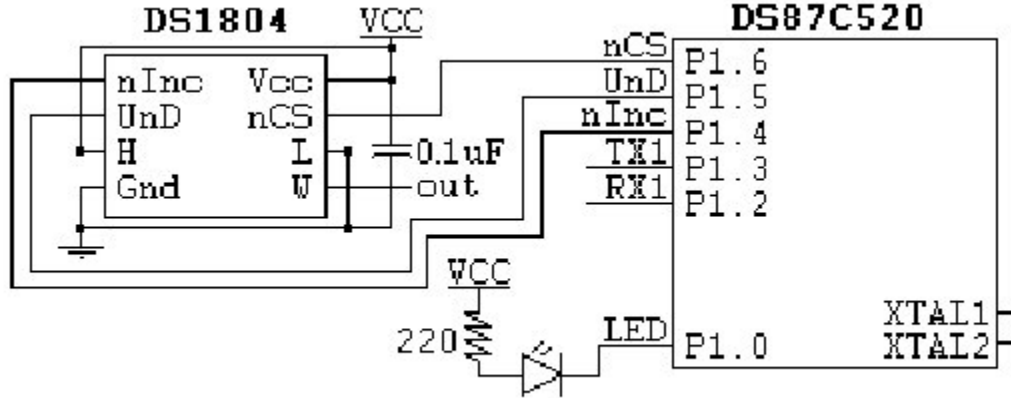 DS1804 VCC DS87C520
nCS P1.6
nInc Vcc UnD P1.5
UnD nCS nInc P1.4
H L 0.1uF TX1 P1.3
Gnd W out RX1 P1.2
VCC
220 LED P1.0 XTAL1
XTAL2